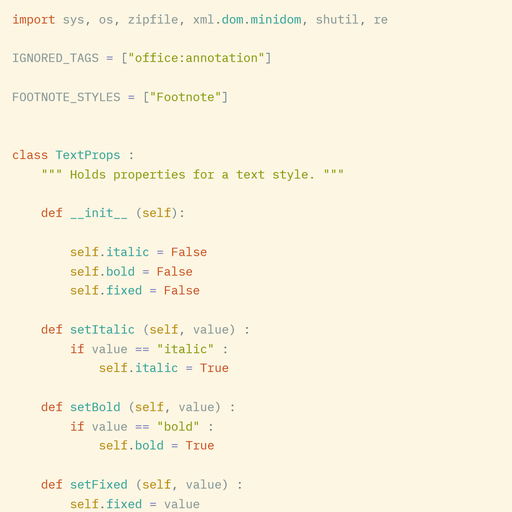 import sys, os, zipfile, xml.dom.minidom, shutil, re
IGNORED_TAGS = ["office:annotation"]
FOOTNOTE_STYLES = ["Footnote"]
class TextProps :
    """ Holds properties for a text style. """
    def __init__ (self):
        self.italic = False
        self.bold = False
        self.fixed = False
    def setItalic (self, value) :
        if value == "italic" :
            self.italic = True
    def setBold (self, value) :
        if value == "bold" :
            self.bold = True
    def setFixed (self, value) :
        self.fixed = value